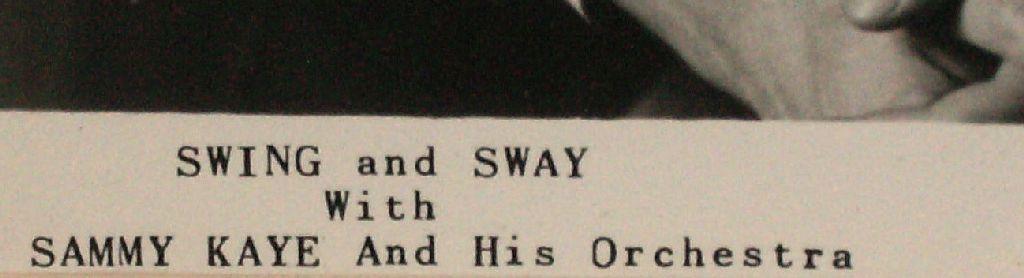 SWING and SWAY
With
SAMMY KAYE And His Orchestra